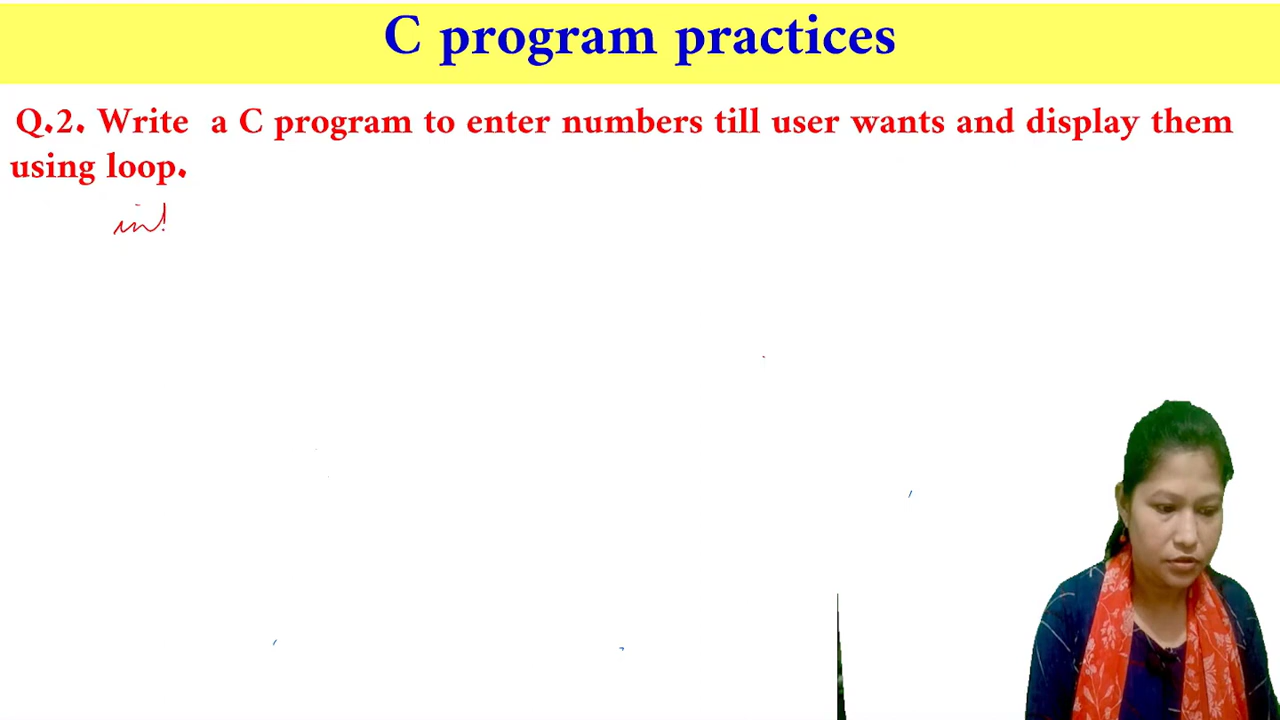 C program practices
Q.2. Write a C program to enter numbers till user wants and display them
using loop.
int